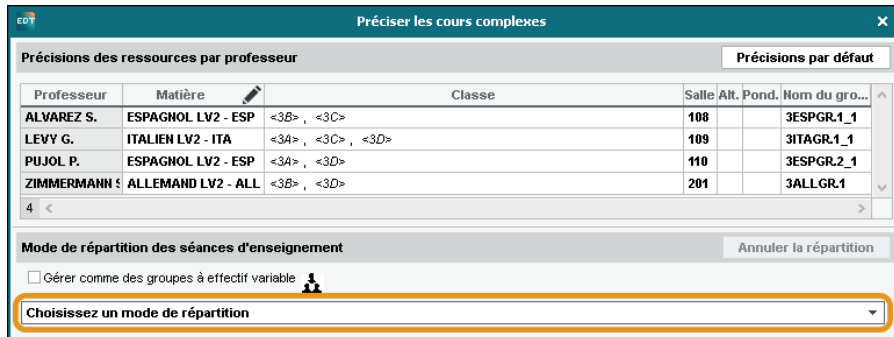 EDT Préciser les cours complexes
Précisions des ressources par professeur Précisions par défaut
Professeur Matière Classe Salle Alt. Pond. Nom du gro...
ALVAREZ S. ESPAGNOL LV2 - ESP <3B> , <3C> 108 3ESPGR.1_1
LEVY G. ITALIEN LV2 - ITA <3A> , <3C> , <3D> 109 3ITAGR.1_1
PUJOL P. ESPAGNOL LV2 - ESP <3A> , <3D> 110 3ESPGR.2_1
ZIMMERMANN S ALLEMAND LV2 - ALL <3B> , <3D> 201 3ALLGR.1
4
Mode de répartition des séances d'enseignement Annuler la répartition
Gérer comme des groupes à effectif variable
Choisissez un mode de répartition